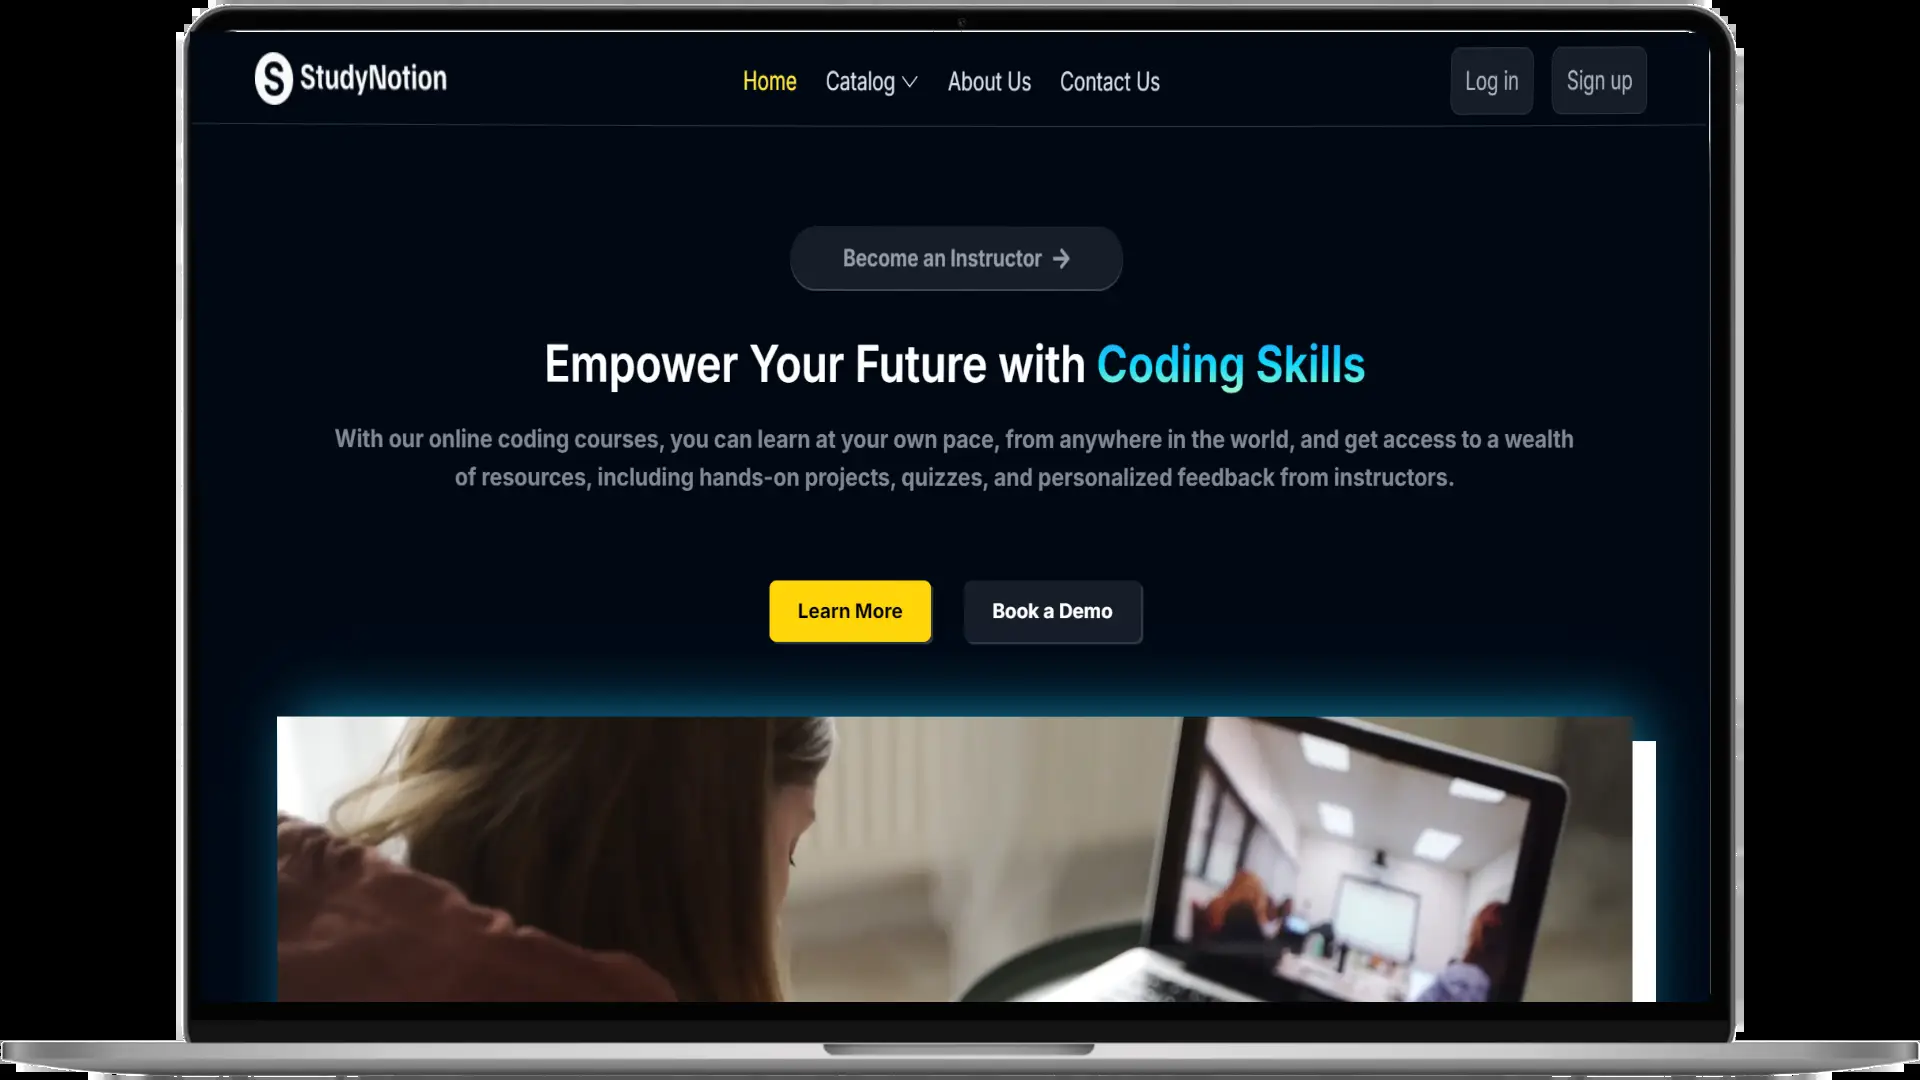 S StudyNotion
Home Catalog About Us Contact Us
Log in Sign up
Become an Instructor →
Empower Your Future with Coding Skills
With our online coding courses, you can learn at your own pace, from anywhere in the world, and get access to a wealth
of resources, including hands-on projects, quizzes, and personalized feedback from instructors.
Learn More Book a Demo